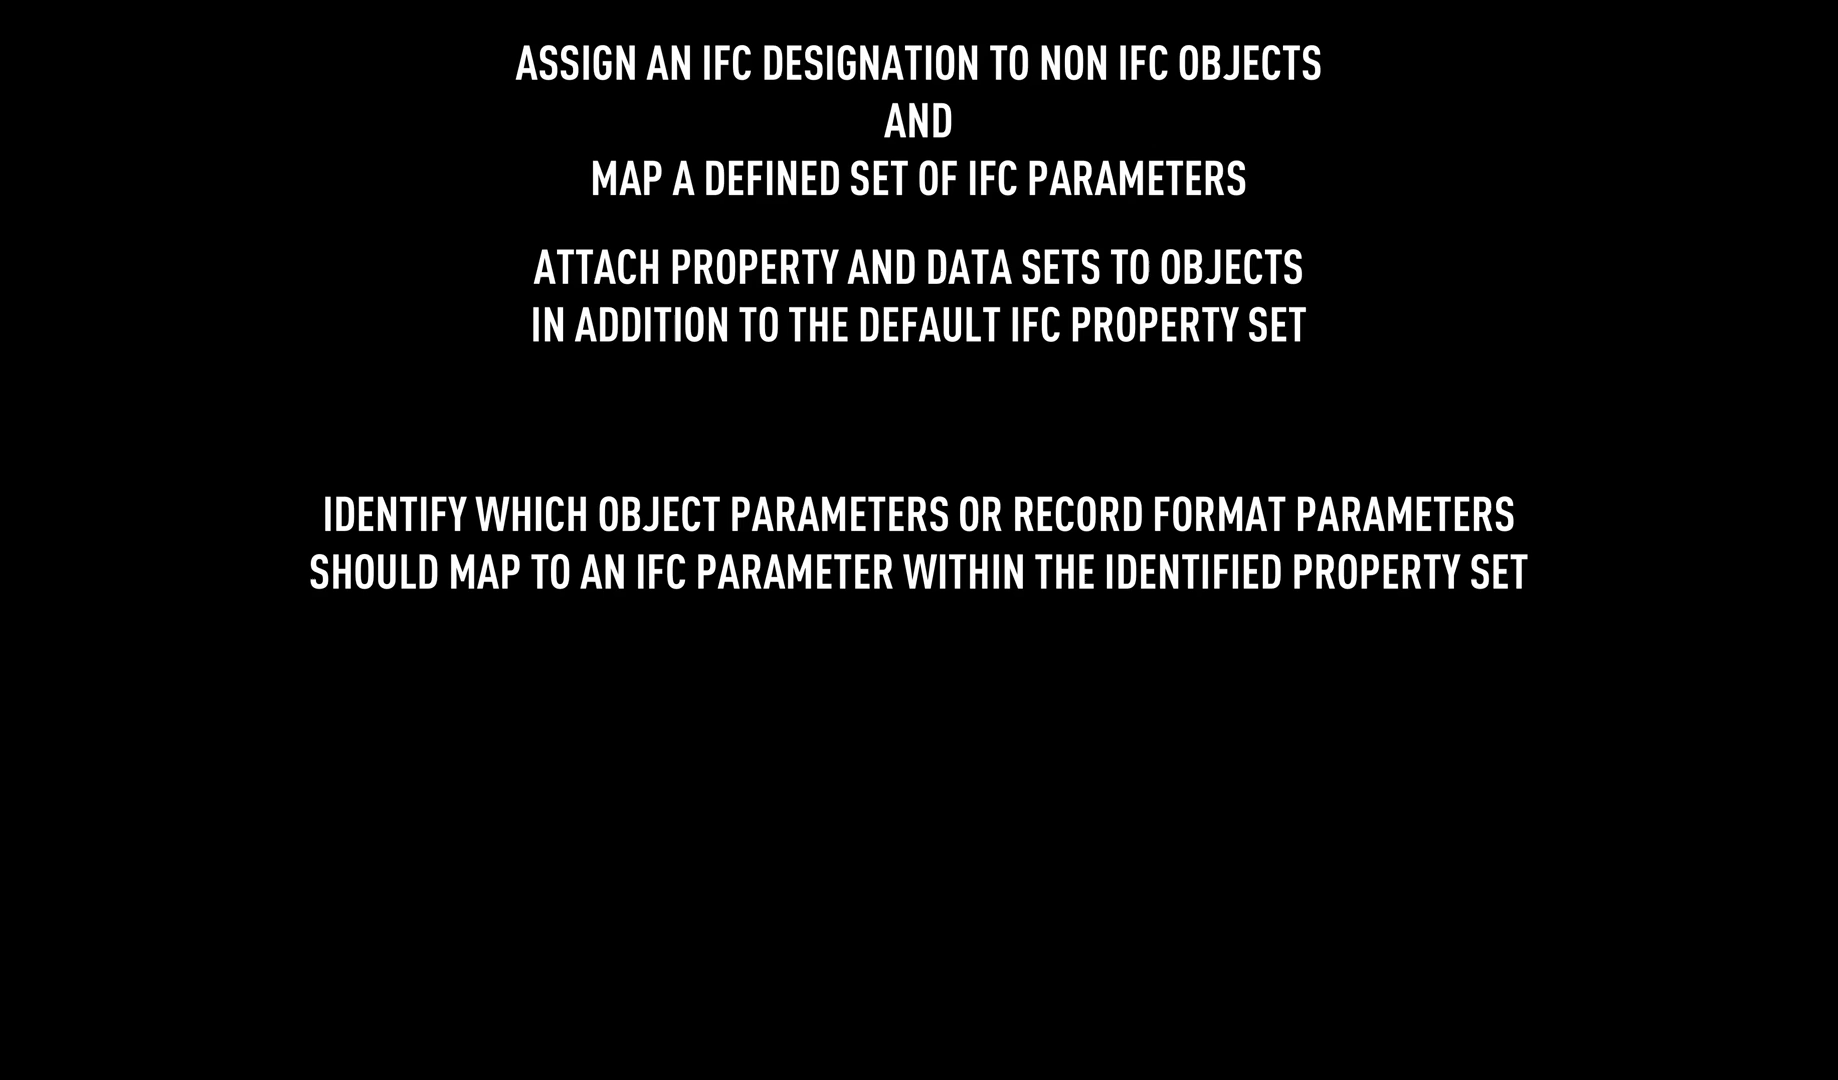 ASSIGN AN IFC DESIGNATION TO NON IFC OBJECTS
AND
MAP A DEFINED SET OF IFC PARAMETERS
ATTACH PROPERTY AND DATA SETS TO OBJECTS
IN ADDITION TO THE DEFAULT IFC PROPERTY SET
IDENTIFY WHICH OBJECT PARAMETERS OR RECORD FORMAT PARAMETERS
SHOULD MAP TO AN IFC PARAMETER WITHIN THE IDENTIFIED PROPERTY SET